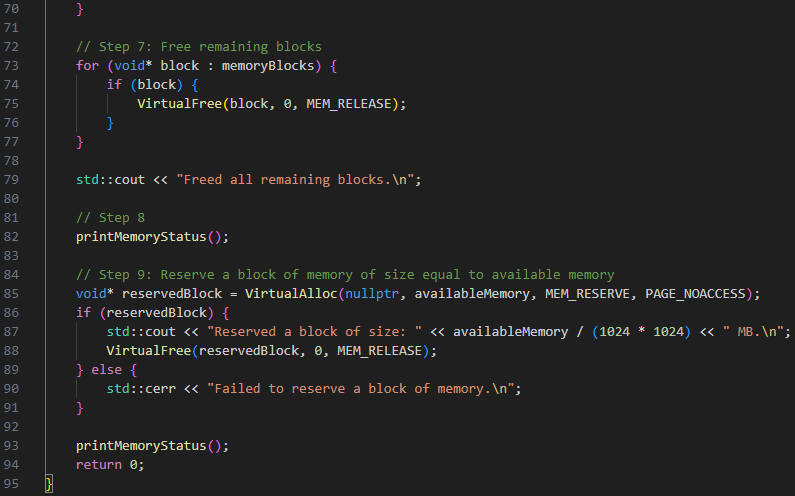 70     }
71
72     // Step 7: Free remaining blocks
73     for (void* block : memoryBlocks) {
74         if (block) {
75             VirtualFree(block, 0, MEM_RELEASE);
76         }
77     }
78
79     std::cout << "Freed all remaining blocks.\n";
80
81     // Step 8
82     printMemoryStatus();
83
84     // Step 9: Reserve a block of memory of size equal to available memory
85     void* reservedBlock = VirtualAlloc(nullptr, availableMemory, MEM_RESERVE, PAGE_NOACCESS);
86     if (reservedBlock) {
87         std::cout << "Reserved a block of size: " << availableMemory / (1024 * 1024) << " MB.\n";
88         VirtualFree(reservedBlock, 0, MEM_RELEASE);
89     } else {
90         std::cerr << "Failed to reserve a block of memory.\n";
91     }
92
93     printMemoryStatus();
94     return 0;
95 }